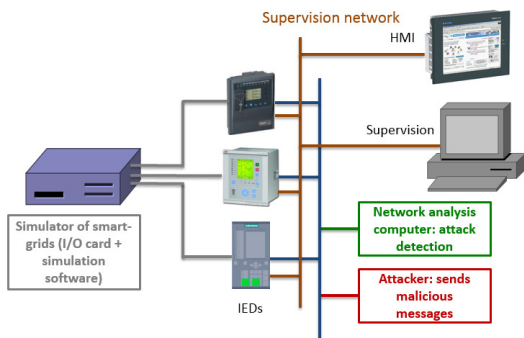 Supervision network
HMI
Supervision
Simulator of smart-
grids (I/O card +
simulation
software)
IEDs
Network analysis
computer: attack
detection
Attacker: sends
malicious
messages